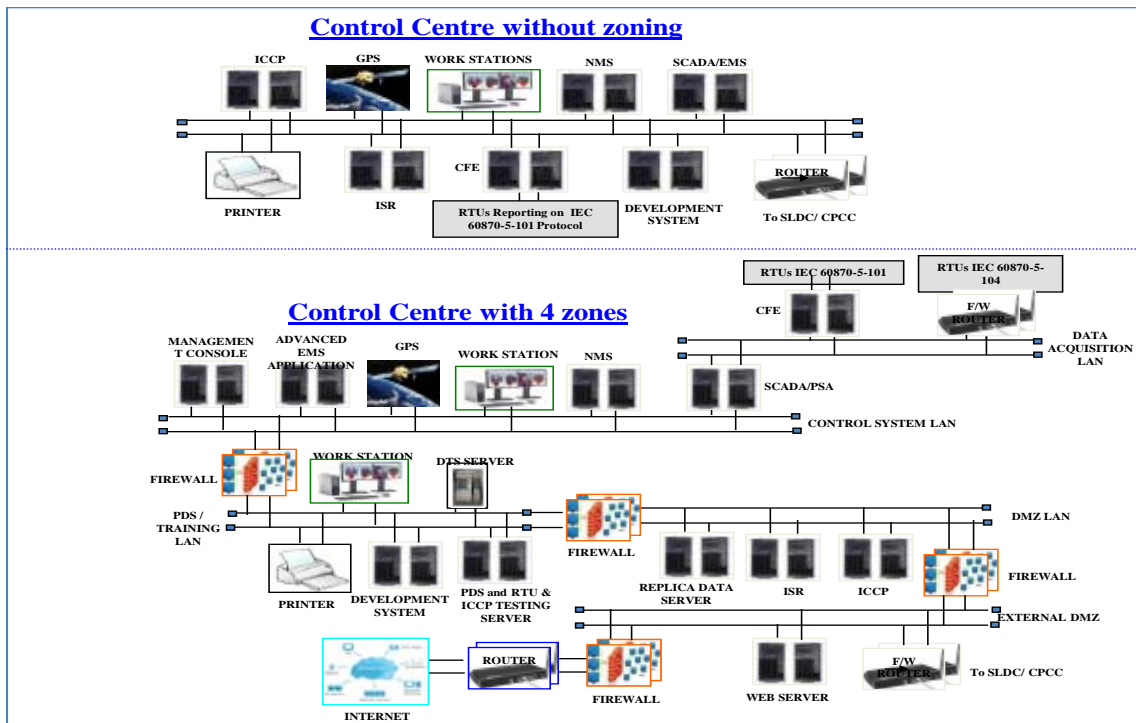 Control Centre without zoning
ICCP
GPS
WORK STATIONS
NMS
SCADA/EMS
PRINTER
ISR
CFE
RTUs Reporting on IEC
60870-5-101 Protocol
DEVELOPMENT
SYSTEM
ROUTER
To SLDC/ CPCC
Control Centre with 4 zones
RTUs IEC 60870-5-101
RTUs IEC 60870-5-
104
CFE
F/W
ROUTER
DATA
ACQUISITION
LAN
MANAGEMEN
T CONSOLE
ADVANCED
EMS
APPLICATION
GPS
WORK STATION
NMS
SCADA/PSA
CONTROL SYSTEM LAN
FIREWALL
WORK STATION
DTS SERVER
PDS /
TRAINING
LAN
FIREWALL
DMZ LAN
PRINTER
DEVELOPMENT
SYSTEM
PDS and RTU &
ICCP TESTING
SERVER
REPLICA DATA
SERVER
ISR
ICCP
FIREWALL
EXTERNAL DMZ
INTERNET
ROUTER
FIREWALL
WEB SERVER
F/W
ROUTER
To SLDC/ CPCC